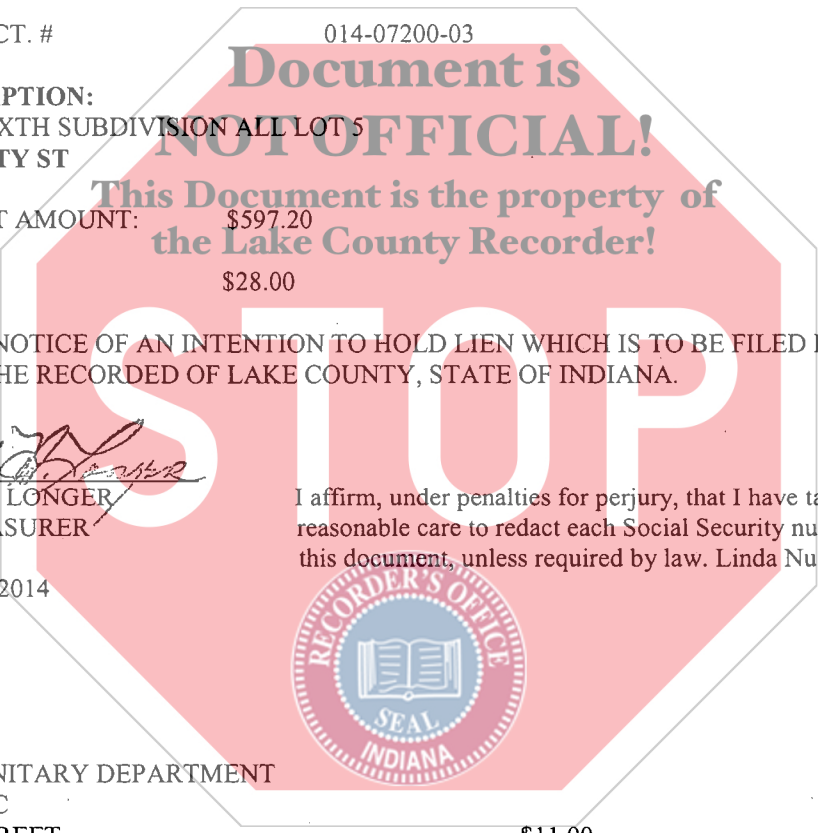 CT. # 014-07200-03
Document is
PTION:
XTH SUBDIVISION ALL LOT 5
NOT OFFICIAL!
TY ST
This Document is the property of
T AMOUNT: $597.20
the Lake County Recorder!
$28.00
STOP
NOTICE OF AN INTENTION TO HOLD LIEN WHICH IS TO BE FILED
HE RECORDED OF LAKE COUNTY, STATE OF INDIANA.
LONGER I affirm, under penalties for perjury, that I have ta
ASURER reasonable care to redact each Social Security nu
this document, unless required by law. Linda Nu
2014
RECORDER'S OFFICE
SEAL
INDIANA
NITARY DEPARTMENT
C
REET $11.00